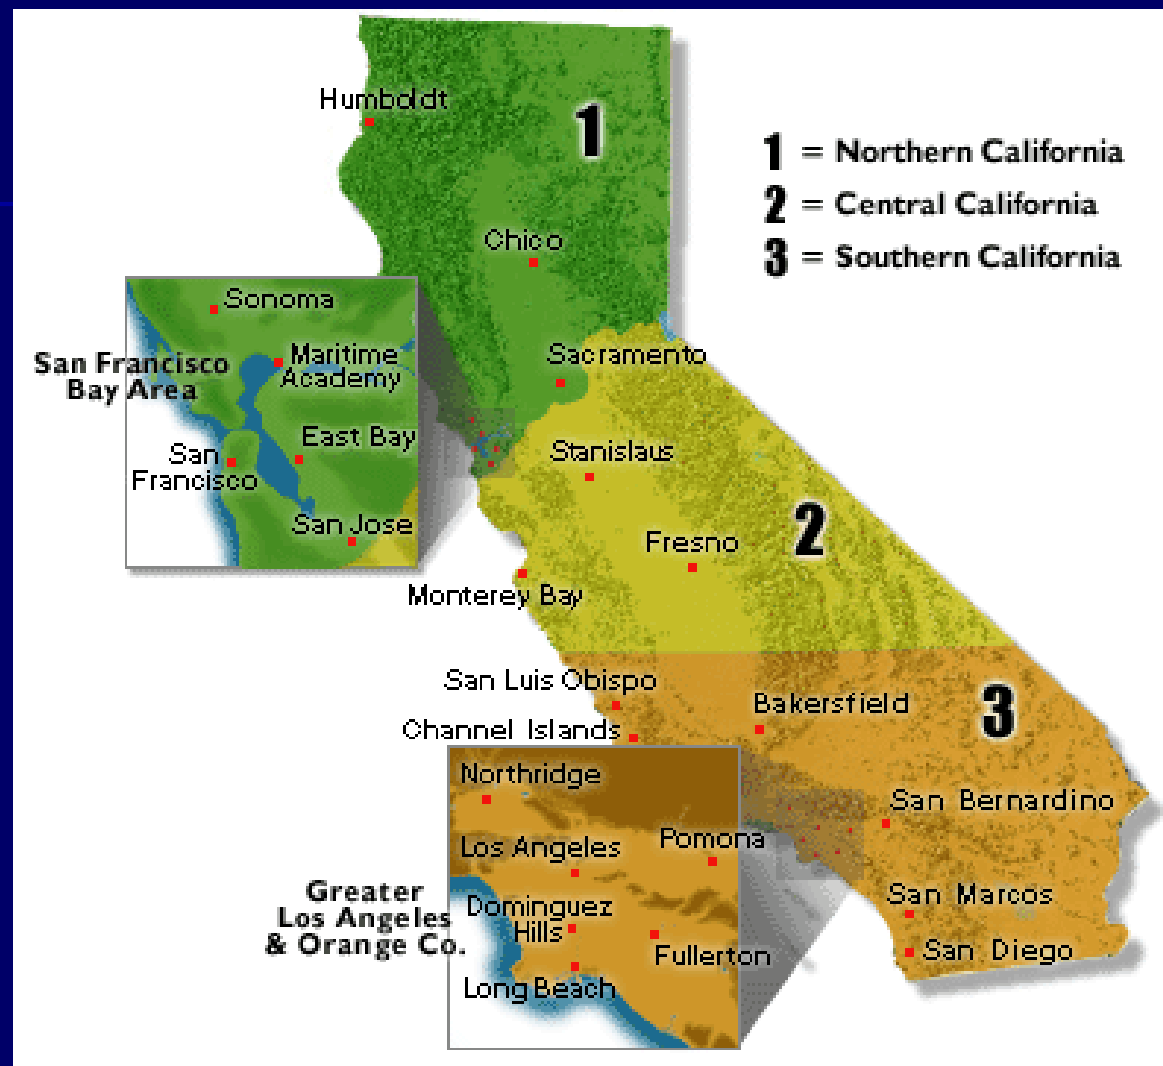 Humboldt
1
1 = Northern California
2 = Central California
3 = Southern California
Chico
Sonoma
San Francisco
Bay Area
Maritime
Academy
Sacramento
East Bay
San
Francisco
Stanislaus
San Jose
2
Fresno
Monterey Bay
San Luis Obispo
Bakersfield
3
Channel Islands
Northridge
San Bernardino
Los Angeles
Pomona
Greater
Los Angeles
& Orange Co.
Dominguez
Hills
Fullerton
Long Beach
San Marcos
San Diego